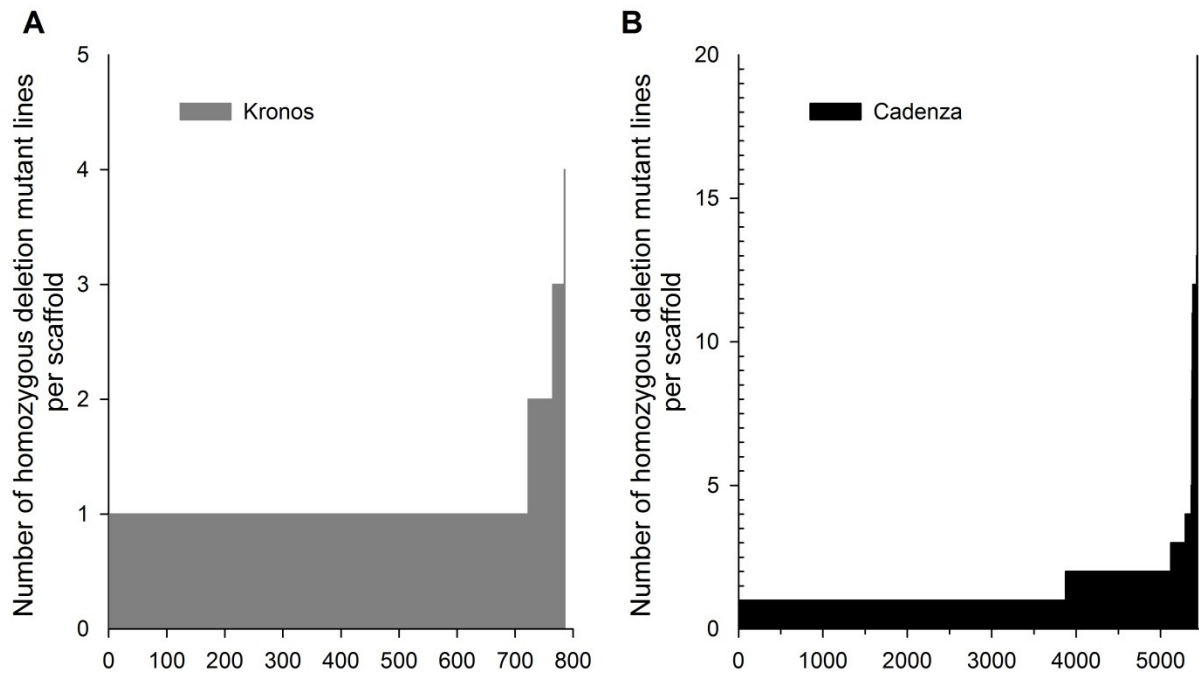 A
Number of homozygous deletion mutant lines
per scaffold
5
4
3
2
1
0
Kronos
0 100 200 300 400 500 600 700 800
B
Number of homozygous deletion mutant lines
per scaffold
20
15
10
5
0
Cadenza
0 1000 2000 3000 4000 5000